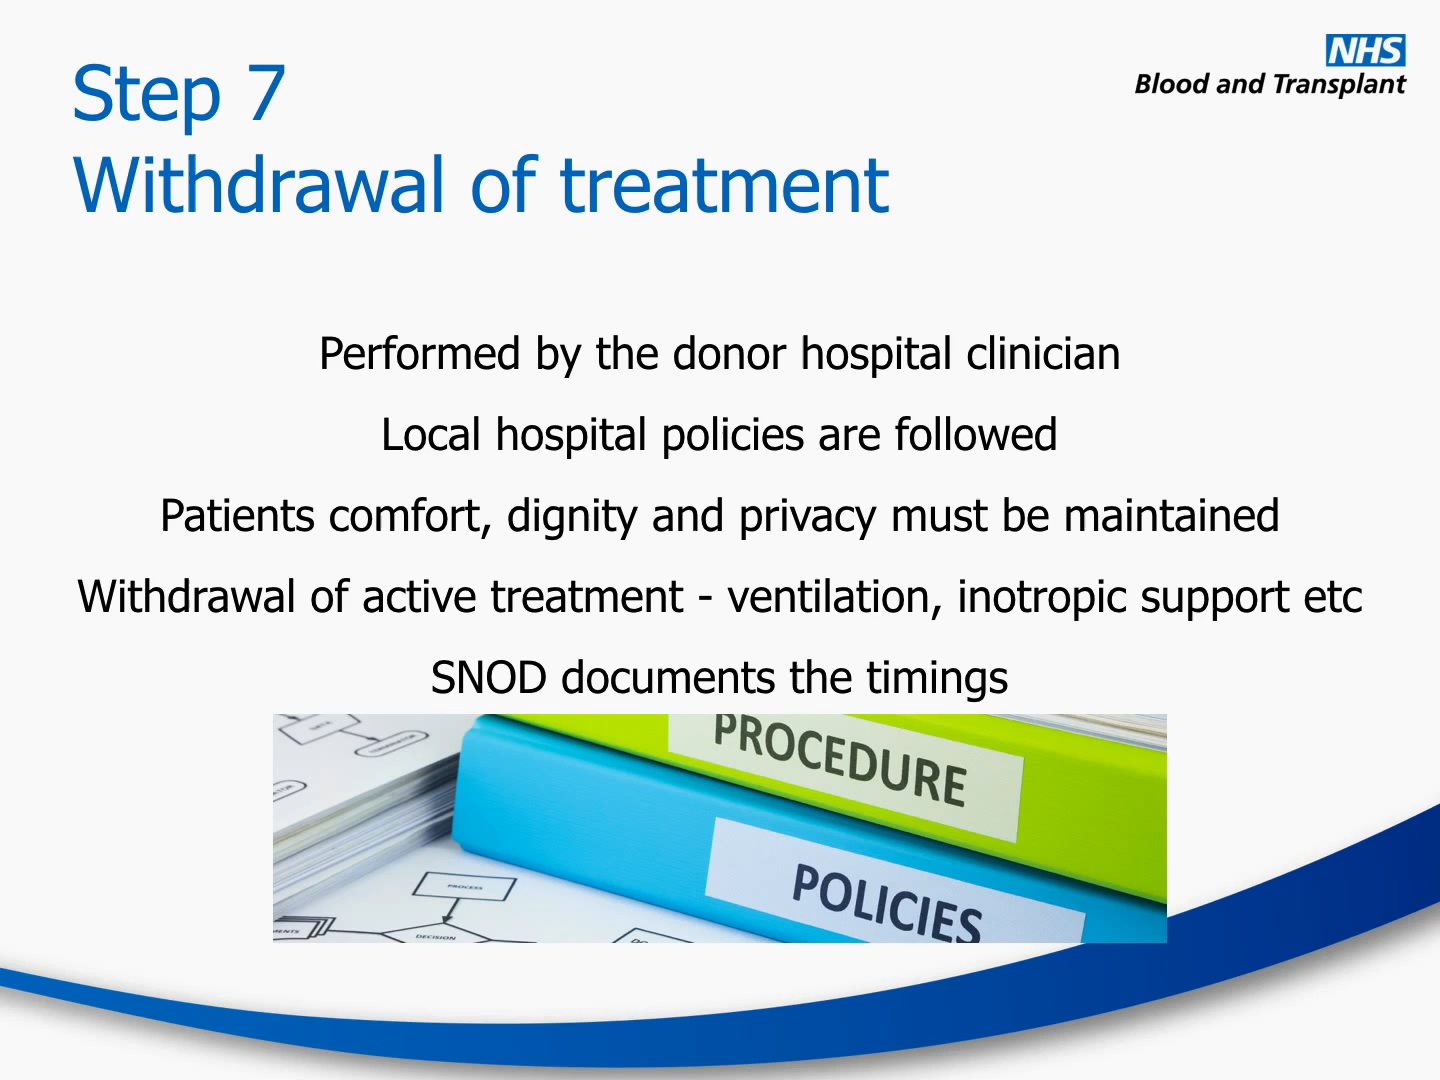 Step 7
Withdrawal of treatment
NHS
Blood and Transplant
Performed by the donor hospital clinician
Local hospital policies are followed
Patients comfort, dignity and privacy must be maintained
Withdrawal of active treatment - ventilation, inotropic support etc
SNOD documents the timings
PROCEDURE
POLICIES
PROCESS
DECISION